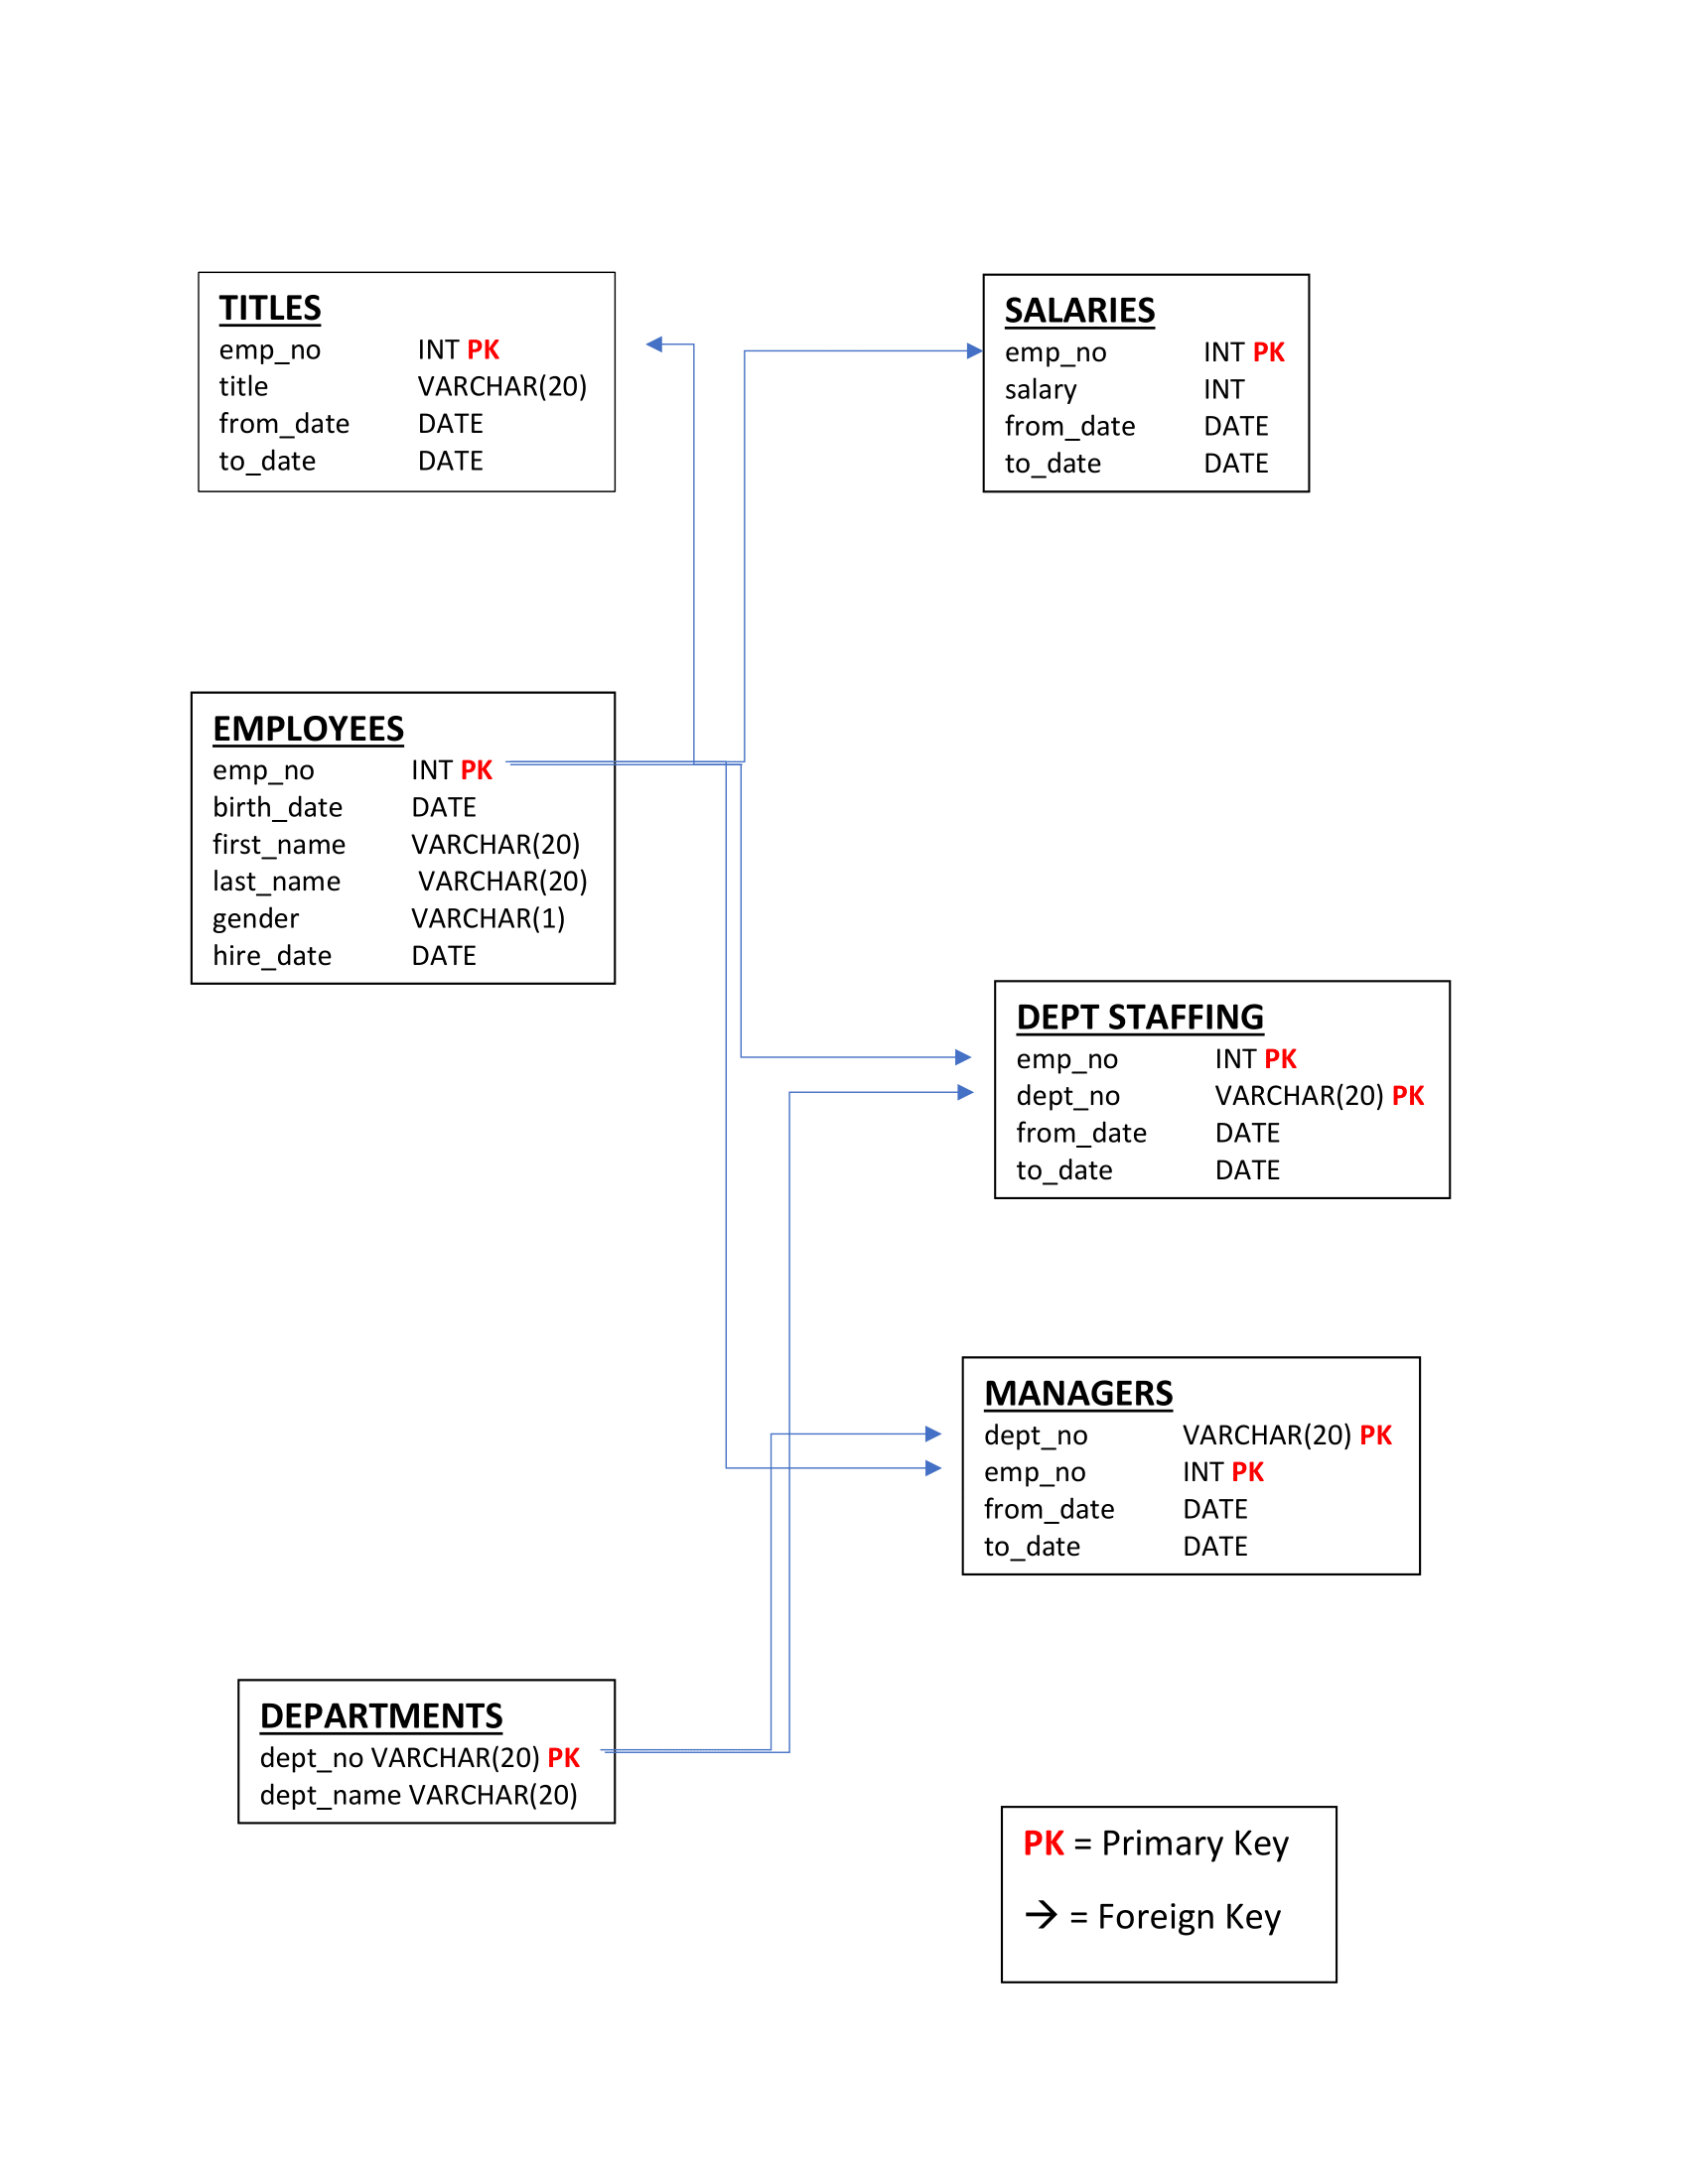 TITLES
emp_no INT PK
title VARCHAR(20)
from_date DATE
to_date DATE
SALARIES
emp_no INT PK
salary INT
from_date DATE
to_date DATE
EMPLOYEES
emp_no INT PK
birth_date DATE
first_name VARCHAR(20)
last_name VARCHAR(20)
gender VARCHAR(1)
hire_date DATE
DEPT STAFFING
emp_no INT PK
dept_no VARCHAR(20) PK
from_date DATE
to_date DATE
MANAGERS
dept_no VARCHAR(20) PK
emp_no INT PK
from_date DATE
to_date DATE
DEPARTMENTS
dept_no VARCHAR(20) PK
dept_name VARCHAR(20)
PK = Primary Key
→ = Foreign Key